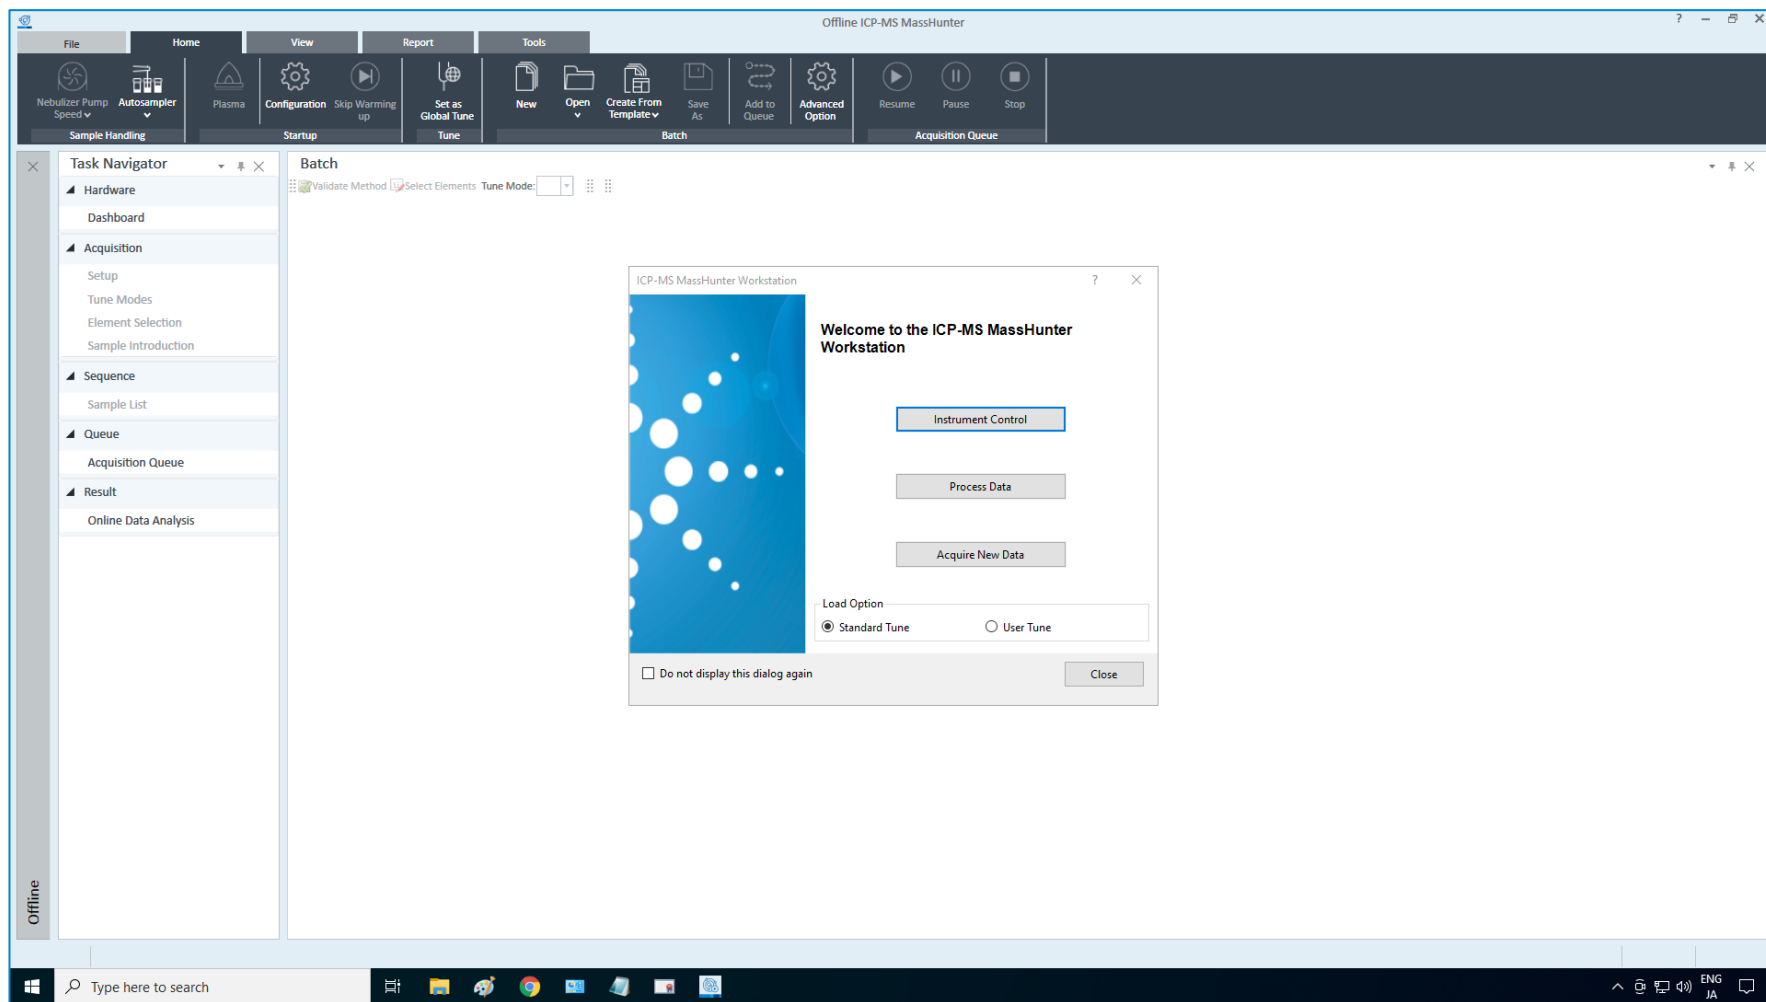 Offline ICP-MS MassHunter
File Home View Report Tools
Nebulizer Pump Speed
Autosampler
Plasma
Configuration
Skip Warming up
Set as Global Tune
New
Open
Create From Template
Save As
Add to Queue
Advanced Option
Resume
Pause
Stop
Sample Handling Startup Tune Batch Acquisition Queue
Task Navigator
Hardware
Dashboard
Acquisition
Setup
Tune Modes
Element Selection
Sample Introduction
Sequence
Sample List
Queue
Acquisition Queue
Result
Online Data Analysis
Offline
Batch
Validate Method Select Elements Tune Mode:
ICP-MS MassHunter Workstation
Welcome to the ICP-MS MassHunter
Workstation
Instrument Control
Process Data
Acquire New Data
Load Option
Standard Tune User Tune
Do not display this dialog again
Close
Type here to search
ENG
JA